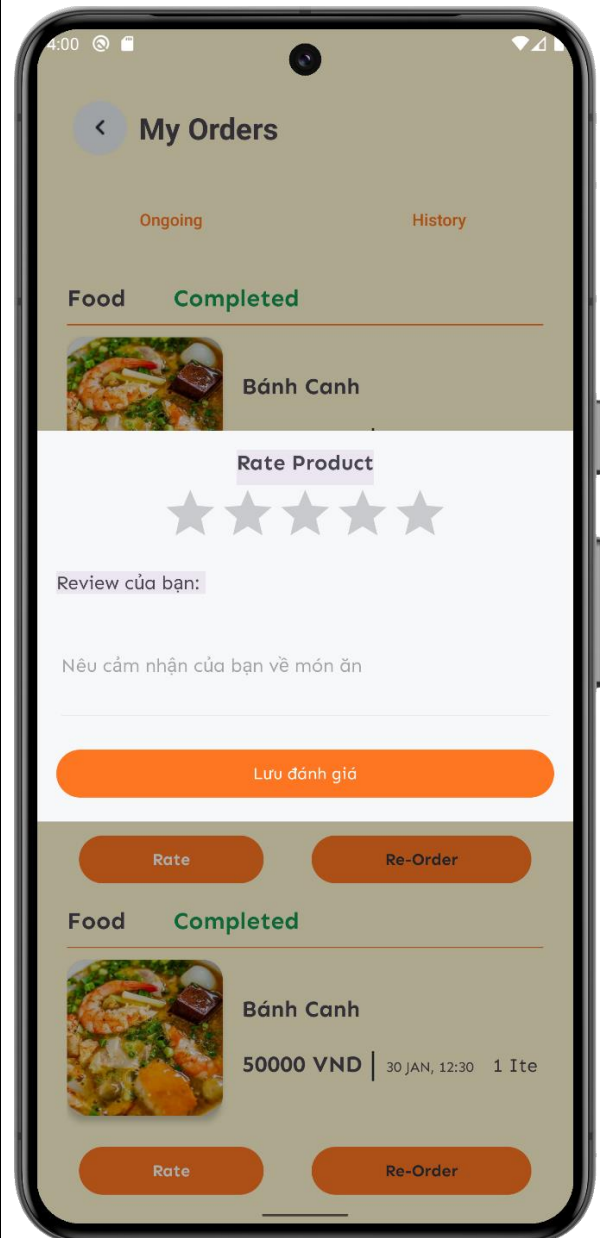 4:00
My Orders
Ongoing History
Food Completed
Bánh Canh
Rate Product
Review của bạn:
Nêu cảm nhận của bạn về món ăn
Lưu đánh giá
Rate Re-Order
Food Completed
Bánh Canh
50000 VND | 30 JAN, 12:30 1 Ite
Rate Re-Order